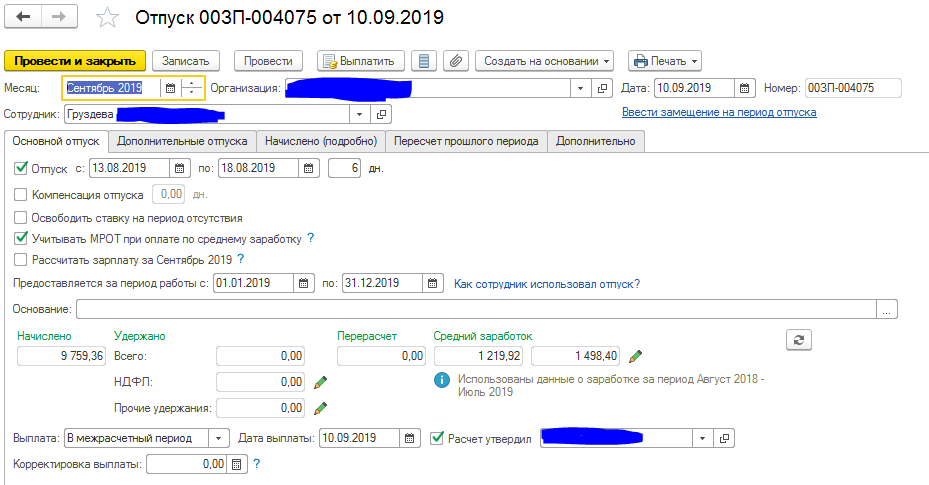 Отпуск 003П-004075 от 10.09.2019
Провести и закрыть Записать Провести Выплатить Создать на основании Печать
Месяц: Сентябрь 2019 Организация: Дата: 10.09.2019 Номер: 003П-004075
Сотрудник: Груздева Ввести замещение на период отпуска
Основной отпуск Дополнительные отпуска Начислено (подробно) Пересчет прошлого периода Дополнительно
Отпуск с: 13.08.2019 по: 18.08.2019 6 дн.
Компенсация отпуска 0,00 дн.
Освободить ставку на период отсутствия
Учитывать МРОТ при оплате по среднему заработку ?
Рассчитать зарплату за Сентябрь 2019 ?
Предоставляется за период работы с: 01.01.2019 по: 31.12.2019 Как сотрудник использовал отпуск?
Основание: ...
Начислено Удержано Перерасчет Средний заработок
9 759,36 Всего: 0,00 0,00 1 219,92 1 498,40
НДФЛ: 0,00 i Использованы данные о заработке за период Август 2018 -
Июль 2019
Прочие удержания: 0,00
Выплата: В межрасчетный период Дата выплаты: 10.09.2019 Расчет утвердил
Корректировка выплаты: 0,00 ?